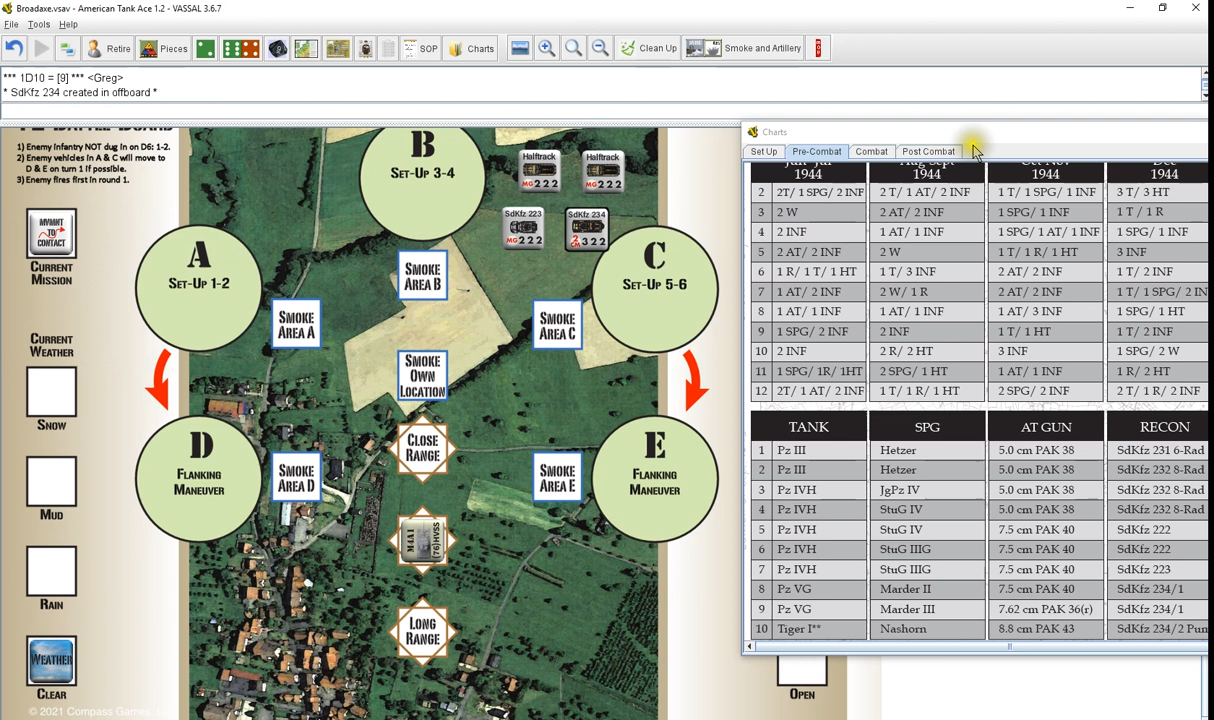 Broadaxe.vsav - American Tank Ace 1.2 - VASSAL 3.6.7
File Tools Help
Retire Pieces SOP Charts Clean Up Smoke and Artillery
*** 1D10 = [9] *** <Greg>
* SdKfz 234 created in offboard *
1) Enemy infantry NOT dug in on D6: 1-2.
2) Enemy vehicles in A & C will move to
D & E on turn 1 if possible.
3) Enemy fires first in round 1.
MVMNT
TO
CONTACT
CURRENT
MISSION
CURRENT
WEATHER
SNOW
MUD
RAIN
WEATHER
CLEAR
© 2021 Compass Games,
B
SET-UP 3-4
Halftrack
MG 2 2 2
Halftrack
MG 2 2 2
SdKfz 223
MG 2 2 2
SdKfz 234
2 CM 3 2 2
A
SET-UP 1-2
C
SET-UP 5-6
SMOKE
AREA B
SMOKE
AREA A
SMOKE
AREA C
SMOKE
OWN
LOCATION
CLOSE
RANGE
D
FLANKING
MANEUVER
SMOKE
AREA D
SMOKE
AREA E
E
FLANKING
MANEUVER
M4A1
(76)HVSS
LONG
RANGE
OPEN
Charts
Set Up Pre-Combat Combat Post Combat
1944 1944 1944 1944
2 2T/ 1 SPG/ 2 INF 2 T/ 1 AT/ 2 INF 1 T/ 1 SPG/ 1 INF 3 T/ 3 HT
3 2 W 2 AT/ 2 INF 1 SPG/ 1 INF 1 T/ 1 R
4 2 INF 1 AT/ 1 INF 1 SPG/ 1 AT/ 1 INF 1 SPG/ 1 INF
5 2 AT/ 2 INF 2 W 1 T/ 1 R/ 1 HT 3 INF
6 1 R/ 1 T/ 1 HT 1 T/ 3 INF 2 AT/ 2 INF 1 T/ 2 INF
7 1 AT/ 2 INF 2 W/ 1 R 2 AT/ 2 INF 1 T/ 1 SPG/ 2 IN
8 1 AT/ 1 INF 1 AT/ 1 INF 1 AT/ 3 INF 1 SPG/ 1 HT
9 1 SPG/ 2 INF 2 INF 1 T/ 1 HT 1 T/ 2 INF
10 2 INF 2 R/ 2 HT 3 INF 1 SPG/ 2 W
11 1 SPG/ 1R/ 1HT 2 SPG/ 1 HT 1 AT/ 1 INF 1 R/ 2 HT
12 2T/ 1 AT/ 2 INF 1 T/ 1 R/ 1 HT 2 SPG/ 2 INF 2 T/ 1 R/ 2 INF
TANK SPG AT GUN RECON
1 Pz III Hetzer 5.0 cm PAK 38 SdKfz 231 6-Rad
2 Pz III Hetzer 5.0 cm PAK 38 SdKfz 232 8-Rad
3 Pz IVH JgPz IV 5.0 cm PAK 38 SdKfz 232 8-Rad
4 Pz IVH StuG IV 5.0 cm PAK 38 SdKfz 232 8-Rad
5 Pz IVH StuG IV 7.5 cm PAK 40 SdKfz 222
6 Pz IVH StuG IIIG 7.5 cm PAK 40 SdKfz 222
7 Pz IVH StuG IIIG 7.5 cm PAK 40 SdKfz 223
8 Pz VG Marder II 7.5 cm PAK 40 SdKfz 234/1
9 Pz VG Marder III 7.62 cm PAK 36(r) SdKfz 234/1
10 Tiger I** Nashorn 8.8 cm PAK 43 SdKfz 234/2 Pum